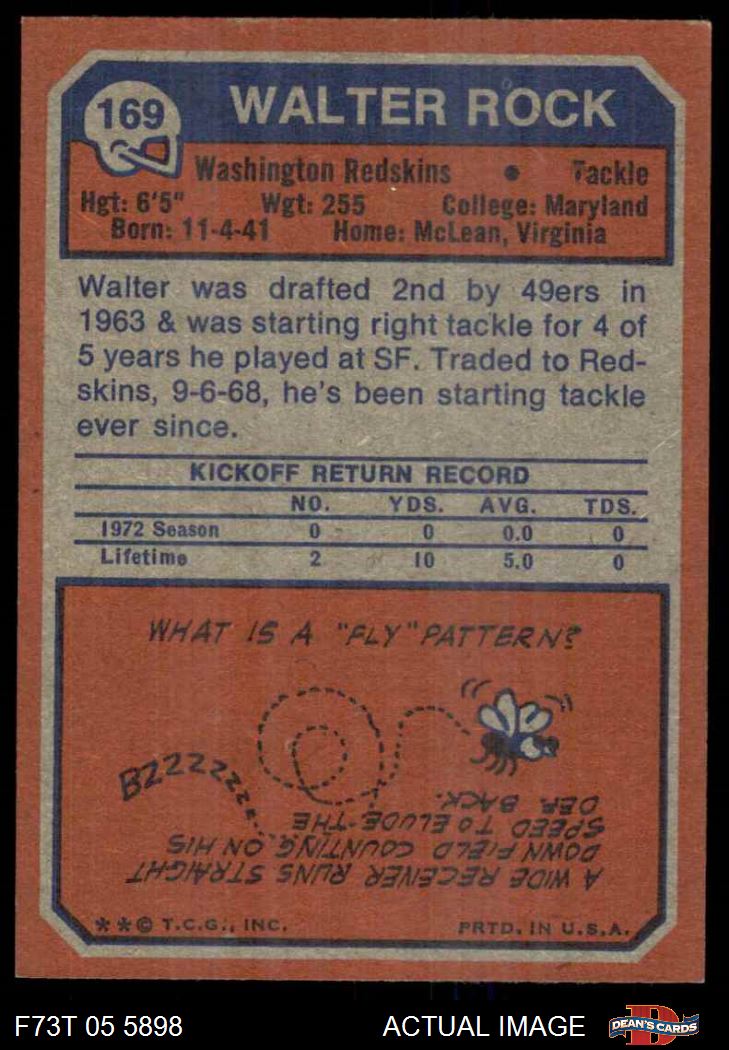 169
WALTER ROCK
Washington Redskins • Tackle
Hgt: 6'5" Wgt: 255 College: Maryland
Born: 11-4-41 Home: McLean, Virginia
Walter was drafted 2nd by 49ers in
1963 & was starting right tackle for 4 of
5 years he played at SF. Traded to Red-
skins, 9-6-68, he's been starting tackle
ever since.
KICKOFF RETURN RECORD
NO. YDS. AVG. TDS.
1972 Season 0 0 0.0 0
Lifetime 2 10 5.0 0
WHAT IS A "FLY" PATTERN?
BZZZZZZ
A WIDE RECEIVER RUNS STRAIGHT
DOWN FIELD COUNTING ON HIS
SPEED TO ELUDE THE
DEF. BACK.
**© T.C.G., INC. PRTD. IN U.S.A.
F73T 05 5898 ACTUAL IMAGE
D
DEAN'S CARDS